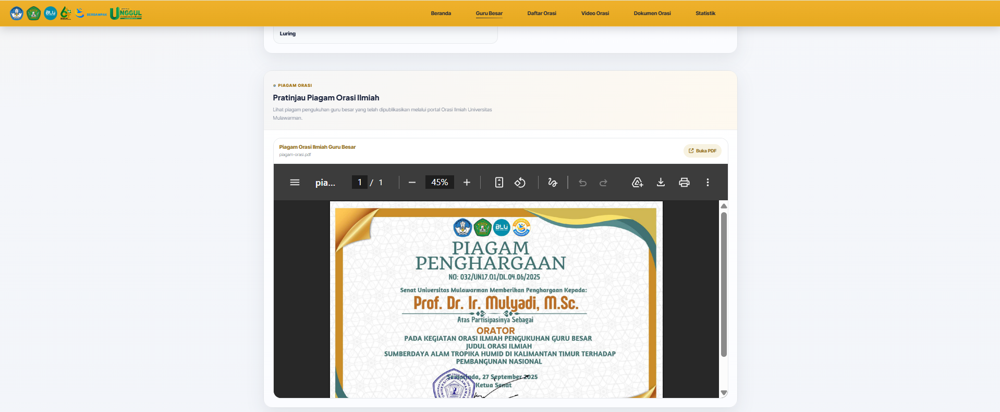 BLU
BERDAMPAK
UNGGUL
Beranda
Guru Besar
Daftar Orasi
Video Orasi
Dokumen Orasi
Statistik
Luring
PIAGAM ORASI
Pratinjau Piagam Orasi Ilmiah
Lihat piagam pengukuhan guru besar yang telah dipublikasikan melalui portal Orasi Ilmiah Universitas
Mulawarman.
Piagam Orasi Ilmiah Guru Besar
piagam-orasi.pdf
Buka PDF
pia...
1 / 1
45%
BLU
PIAGAM
PENGHARGAAN
NO: 032/UN17.01/DL.04.06/2025
Senat Universitas Mulawarman Memberikan Penghargaan Kepada:
Prof. Dr. Ir. Mulyadi, M.Sc.
Atas Partisipasinya Sebagai
ORATOR
PADA KEGIATAN ORASI ILMIAH PENGUKUHAN GURU BESAR
JUDUL ORASI ILMIAH
SUMBERDAYA ALAM TROPIKA HUMID DI KALIMANTAN TIMUR TERHADAP
PEMBANGUNAN NASIONAL
Samarinda, 27 September 2025
Ketua Senat